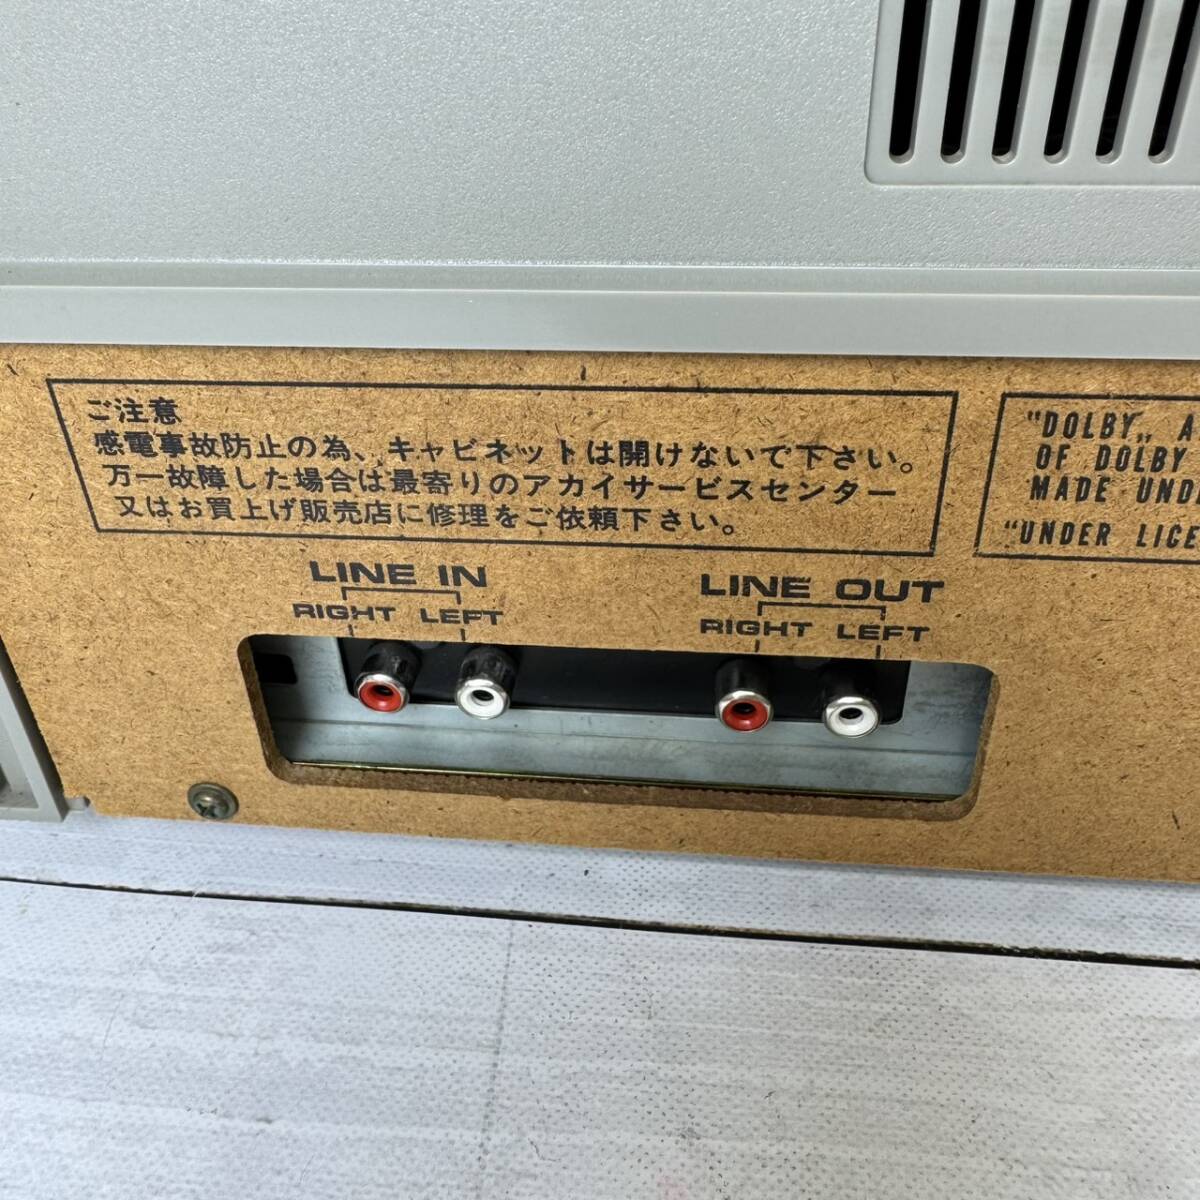 ご注意
感電事故防止の為、キャビネットは開けないで下さい。
万一故障した場合は最寄りのアカイサービスセンター
又はお買上げ販売店に修理をご依頼下さい。
"DOLBY„ A
OF DOLBY
MADE UND
"UNDER LICE
LINE IN
RIGHT LEFT
LINE OUT
RIGHT LEFT